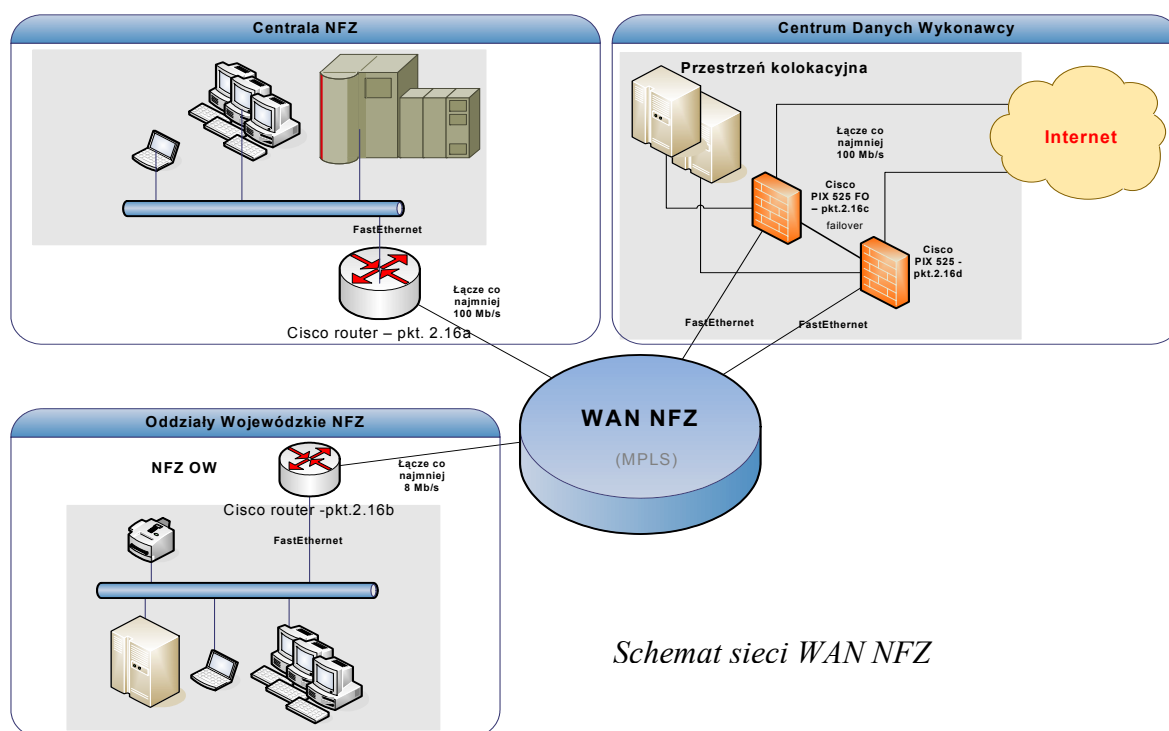 Centrala NFZ
FastEthernet
Łącze co
najmniej
100 Mb/s
Cisco router – pkt. 2.16a
Centrum Danych Wykonawcy
Przestrzeń kolokacyjna
Internet
Łącze co
najmniej
100 Mb/s
Cisco
PIX 525 FO
– pkt.2.16c
failover
Cisco
PIX 525 -
pkt.2.16d
FastEthernet
FastEthernet
WAN NFZ
(MPLS)
Oddziały Wojewódzkie NFZ
NFZ OW
Łącze co
najmniej
8 Mb/s
Cisco router -pkt.2.16b
FastEthernet
Schemat sieci WAN NFZ